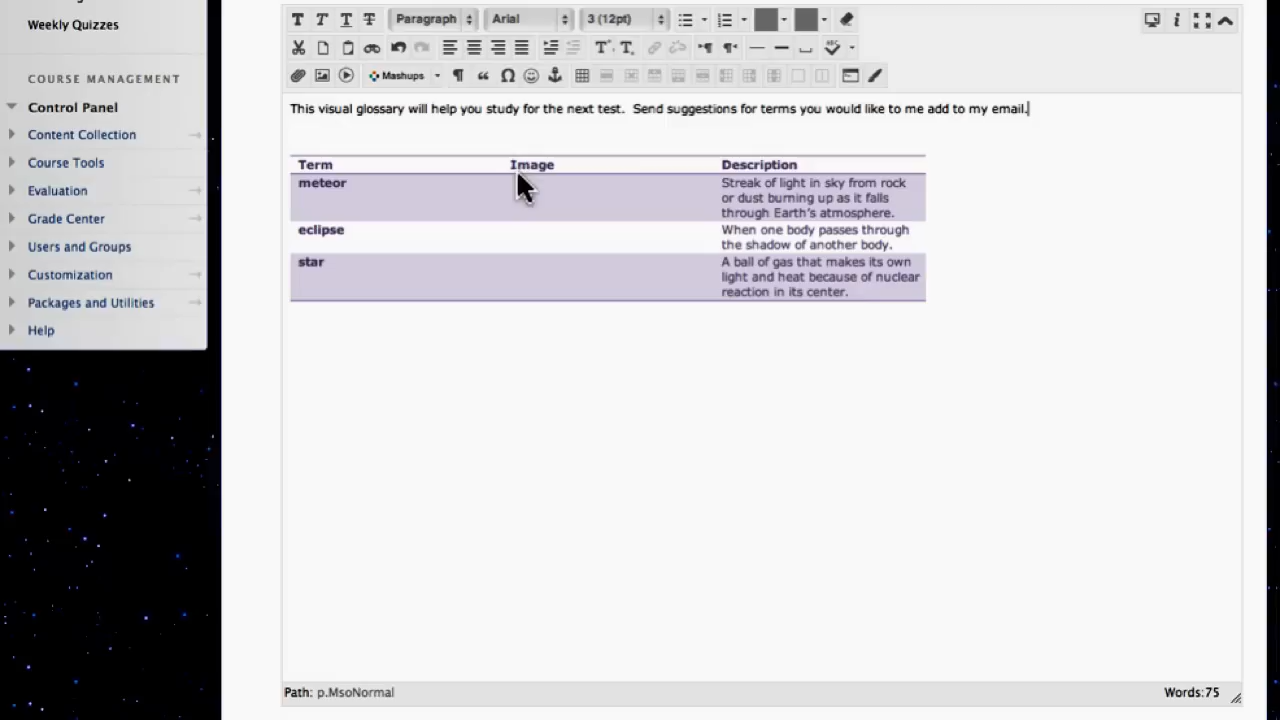 Weekly Quizzes
COURSE MANAGEMENT
Control Panel
Content Collection
Course Tools
Evaluation
Grade Center
Users and Groups
Customization
Packages and Utilities
Help
T T T T Paragraph Arial 3 (12pt)
Mashups
This visual glossary will help you study for the next test. Send suggestions for terms you would like to me add to my email.
Term Image Description
meteor Streak of light in sky from rock
or dust burning up as it falls
through Earth's atmosphere.
eclipse When one body passes through
the shadow of another body.
star A ball of gas that makes its own
light and heat because of nuclear
reaction in its center.
Path: p.MsoNormal Words:75